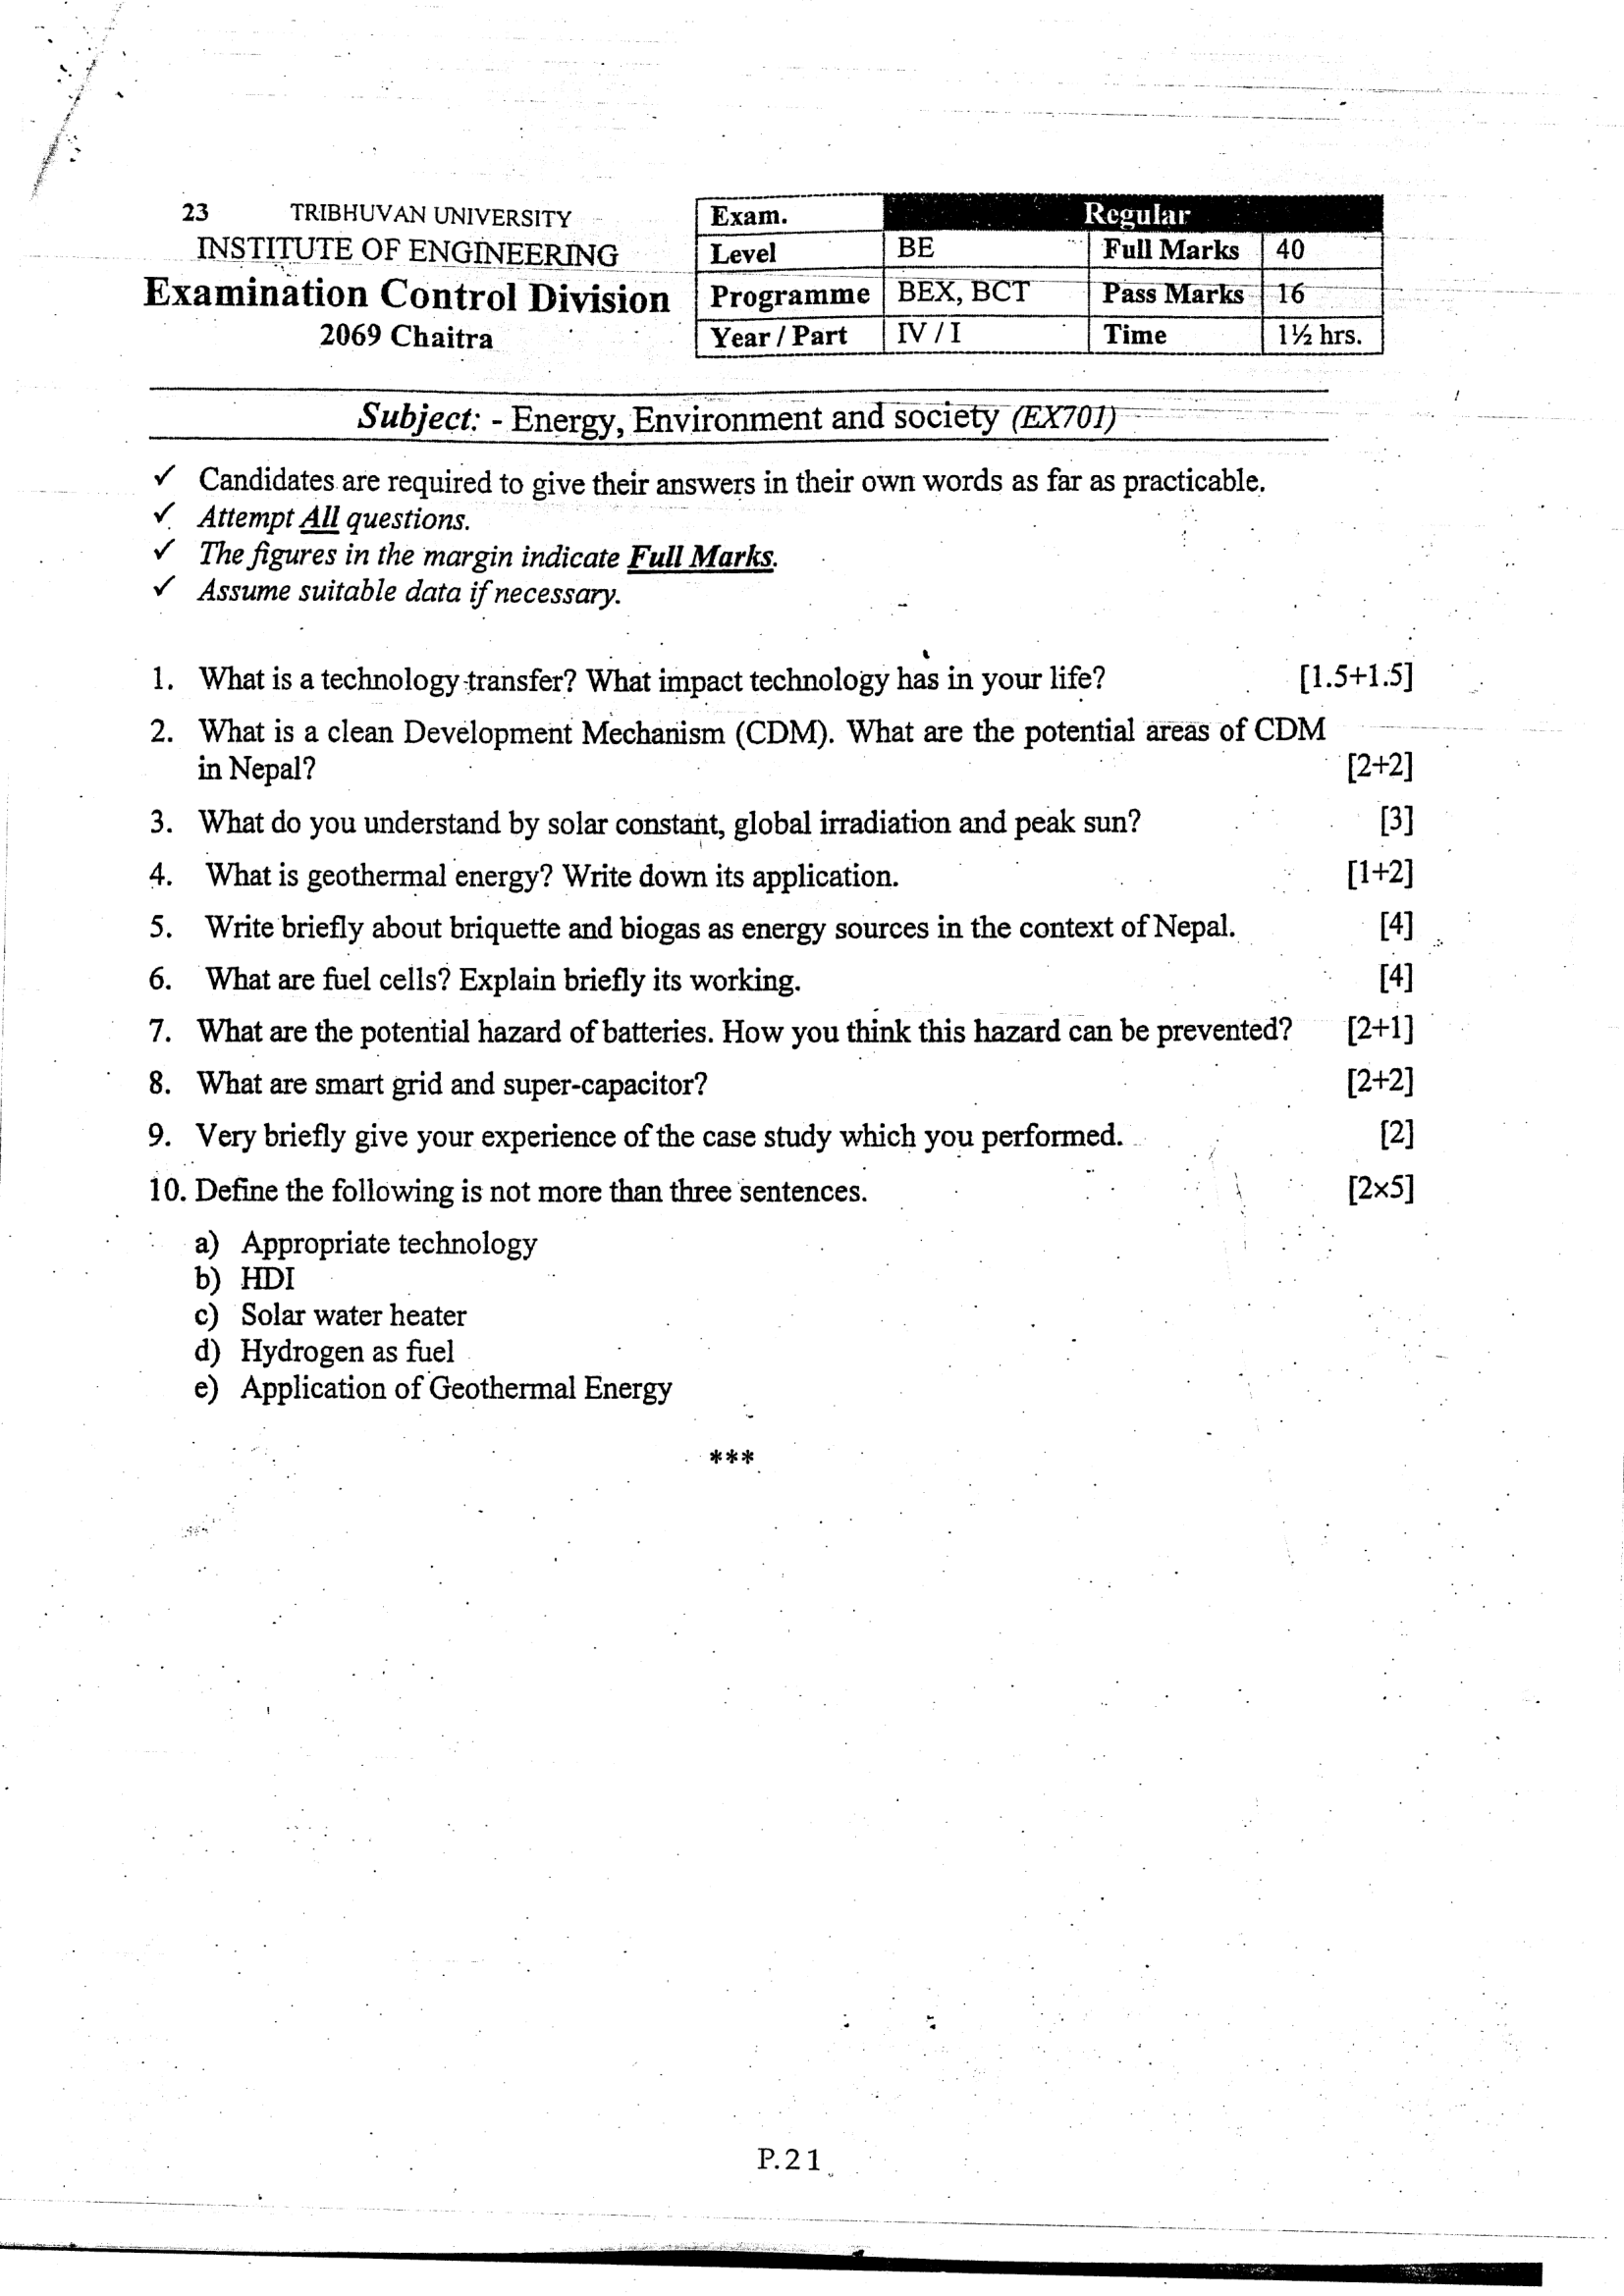 23 TRIBHUVAN UNIVERSITY
INSTITUTE OF ENGINEERING
Examination Control Division
2069 Chaitra
Exam. Regular
Level BE Full Marks 40
Programme BEX, BCT Pass Marks 16
Year / Part IV / I Time 1½ hrs.
Subject: - Energy, Environment and society (EX701)
✓ Candidates are required to give their answers in their own words as far as practicable.
✓ Attempt All questions.
✓ The figures in the margin indicate Full Marks.
✓ Assume suitable data if necessary.
1. What is a technology transfer? What impact technology has in your life? [1.5+1.5]
2. What is a clean Development Mechanism (CDM). What are the potential areas of CDM
in Nepal? [2+2]
3. What do you understand by solar constant, global irradiation and peak sun? [3]
4. What is geothermal energy? Write down its application. [1+2]
5. Write briefly about briquette and biogas as energy sources in the context of Nepal. [4]
6. What are fuel cells? Explain briefly its working. [4]
7. What are the potential hazard of batteries. How you think this hazard can be prevented? [2+1]
8. What are smart grid and super-capacitor? [2+2]
9. Very briefly give your experience of the case study which you performed. [2]
10. Define the following is not more than three sentences. [2×5]
a) Appropriate technology
b) HDI
c) Solar water heater
d) Hydrogen as fuel
e) Application of Geothermal Energy
***
P.21